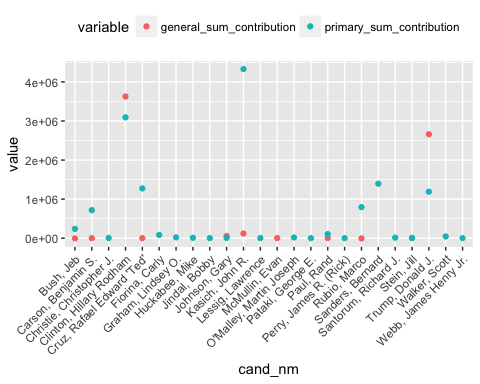 variable general_sum_contribution primary_sum_contribution
4e+06
3e+06
2e+06
1e+06
0e+00
value
Bush, Jeb
Carson, Benjamin S.
Christie, Christopher J.
Clinton, Hillary Rodham
Cruz, Rafael Edward 'Ted'
Fiorina, Carly
Graham, Lindsey O.
Huckabee, Mike
Jindal, Bobby
Johnson, Gary
Kasich, John R.
Lessig, Lawrence
McMullin, Evan
O'Malley, Martin Joseph
Pataki, George E.
Paul, Rand
Perry, James R. (Rick)
Rubio, Marco
Sanders, Bernard
Santorum, Richard J.
Stein, Jill
Trump, Donald J.
Walker, Scott
Webb, James Henry Jr.
cand_nm